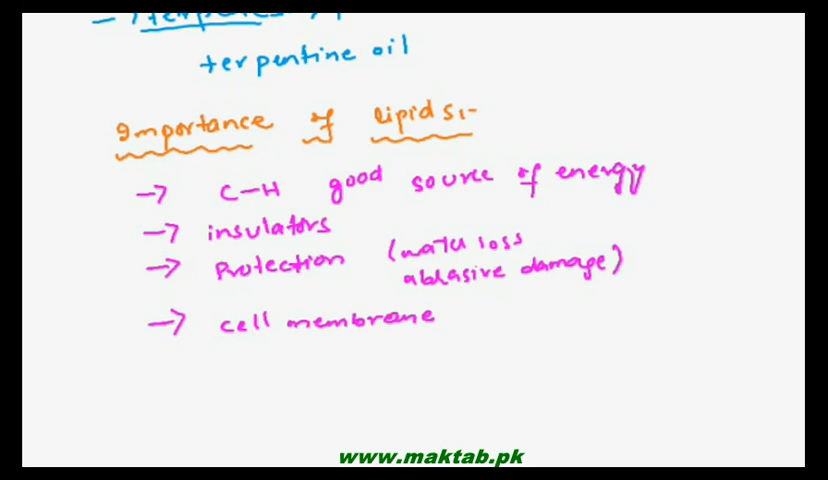 terpentine oil
Importance of lipids:-
→ C-H good source of energy
→ insulators
→ Protection (water loss
abrasive damage)
→ cell membrane
www.maktab.pk